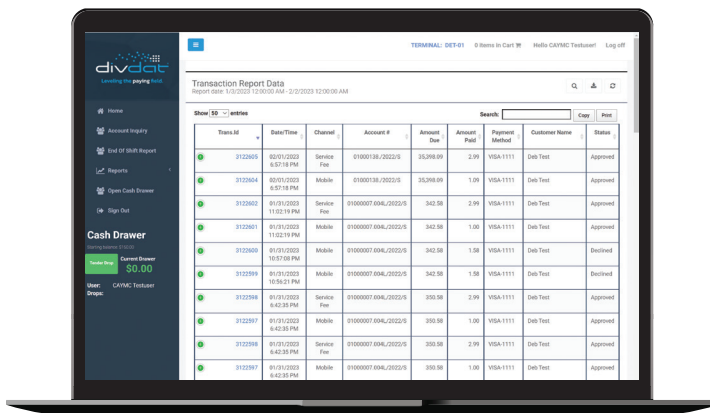 divdat
Leveling the paying field.
Home
Account Inquiry
End Of Shift Report
Reports
Open Cash Drawer
Sign Out
Cash Drawer
Tender Drop
Current Drawer
$0.00
User: CAYMC Testuser
Drops:
TERMINAL: DET-01 0 Items in Cart Hello CAYMC Testuser! Log off
Transaction Report Data
Report date: 1/3/2023 12:00:00 AM - 2/2/2023 12:00:00 AM
Show 50 entries Search: Copy Print
Trans.Id Date/Time Channel Account # Amount Due Amount Paid Payment Method Customer Name Status
3122605 02/01/2023 6:57:18 PM Service Fee 01000138./2022/S 35,398.09 2.99 VISA-1111 Deb Test Approved
3122604 02/01/2023 6:57:18 PM Mobile 01000138./2022/S 35,398.09 1.09 VISA-1111 Deb Test Approved
3122602 01/31/2023 11:02:19 PM Service Fee 01000007.004L/2022/S 342.58 2.99 VISA-1111 Deb Test Approved
3122601 01/31/2023 11:02:19 PM Mobile 01000007.004L/2022/S 342.58 1.00 VISA-1111 Deb Test Approved
3122600 01/31/2023 10:57:08 PM Mobile 01000007.004L/2022/S 342.58 1.58 VISA-1111 Deb Test Declined
3122599 01/31/2023 10:56:21 PM Mobile 01000007.004L/2022/S 342.58 1.58 VISA-1111 Deb Test Declined
3122598 01/31/2023 6:42:35 PM Service Fee 01000007.004L/2022/S 350.58 2.99 VISA-1111 Deb Test Approved
3122597 01/31/2023 6:42:35 PM Mobile 01000007.004L/2022/S 350.58 1.00 VISA-1111 Deb Test Approved
3122598 01/31/2023 6:42:35 PM Service Fee 01000007.004L/2022/S 350.58 2.99 VISA-1111 Deb Test Approved
3122597 01/31/2023 6:42:35 PM Mobile 01000007.004L/2022/S 350.58 1.00 VISA-1111 Deb Test Approved